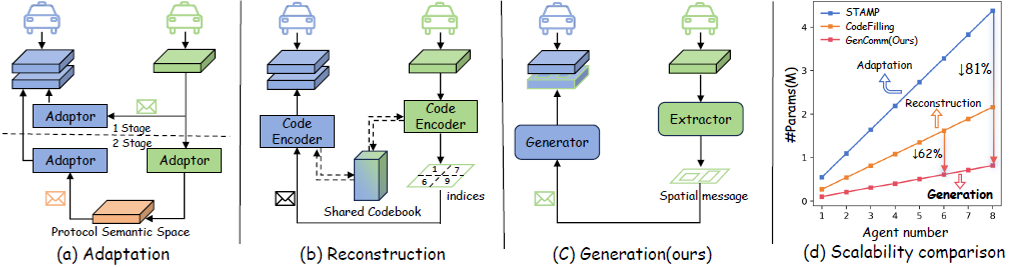 Adaptor
1 Stage
2 Stage
Adaptor
Adaptor
Protocol Semantic Space
(a) Adaptation
Code
Encoder
Code
Encoder
1 7
6 9
indices
Shared Codebook
(b) Reconstruction
Generator
Extractor
Spatial message
(C) Generation(ours)
STAMP
CodeFilling
GenComm(Ours)
Adaptation
↓81%
Reconstruction
↓62%
Generation
#Params(M)
4
3
2
1
0
1 2 3 4 5 6 7 8
Agent number
(d) Scalability comparison